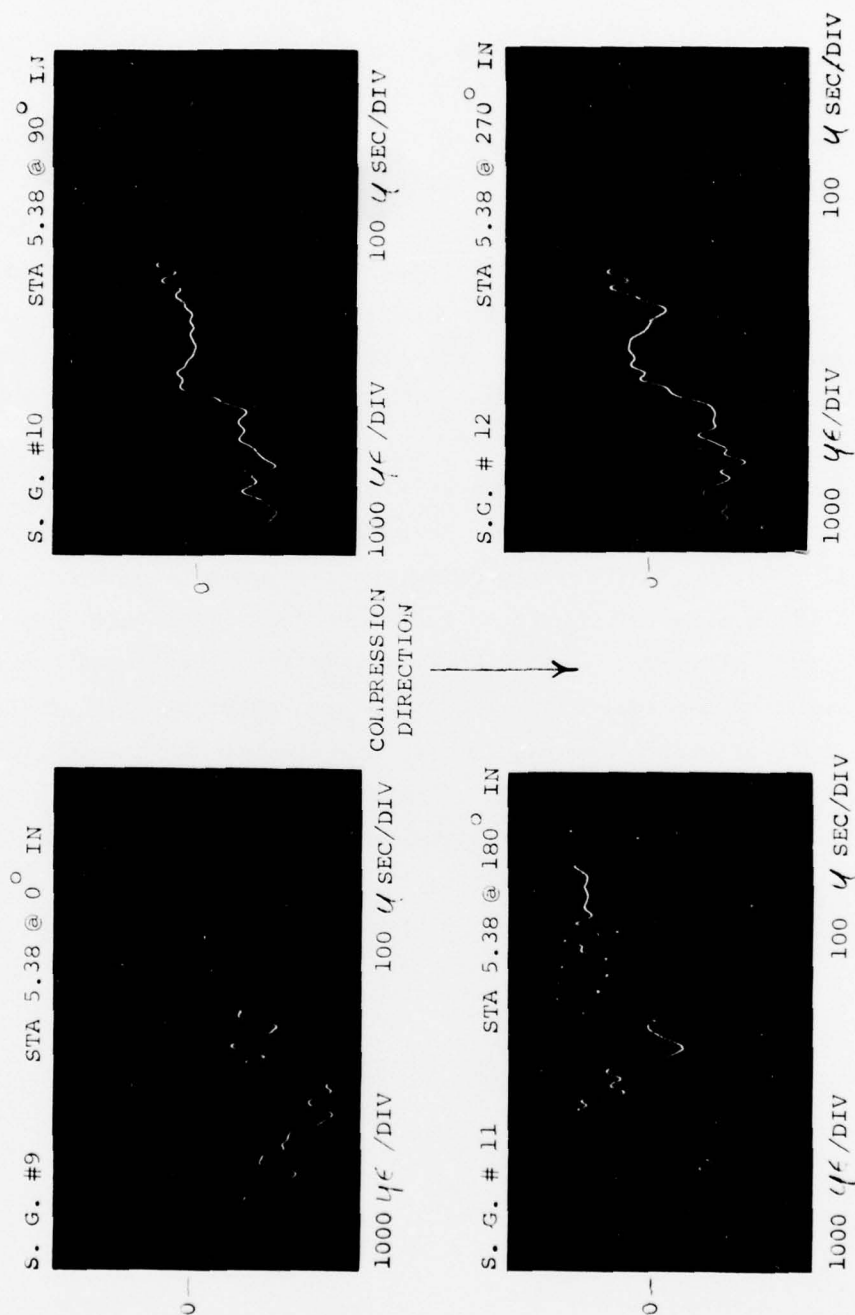 S. G. #9 STA 5.38 @ 0° IN
0
1000 με /DIV 100 μ SEC/DIV
S. G. #10 STA 5.38 @ 90° IN
0
1000 με /DIV 100 μ SEC/DIV
COMPRESSION
DIRECTION
S. G. # 11 STA 5.38 @ 180° IN
0
1000 με /DIV 100 μ SEC/DIV
S.G. # 12 STA 5.38 @ 270° IN
0
1000 με/DIV 100 μ SEC/DIV